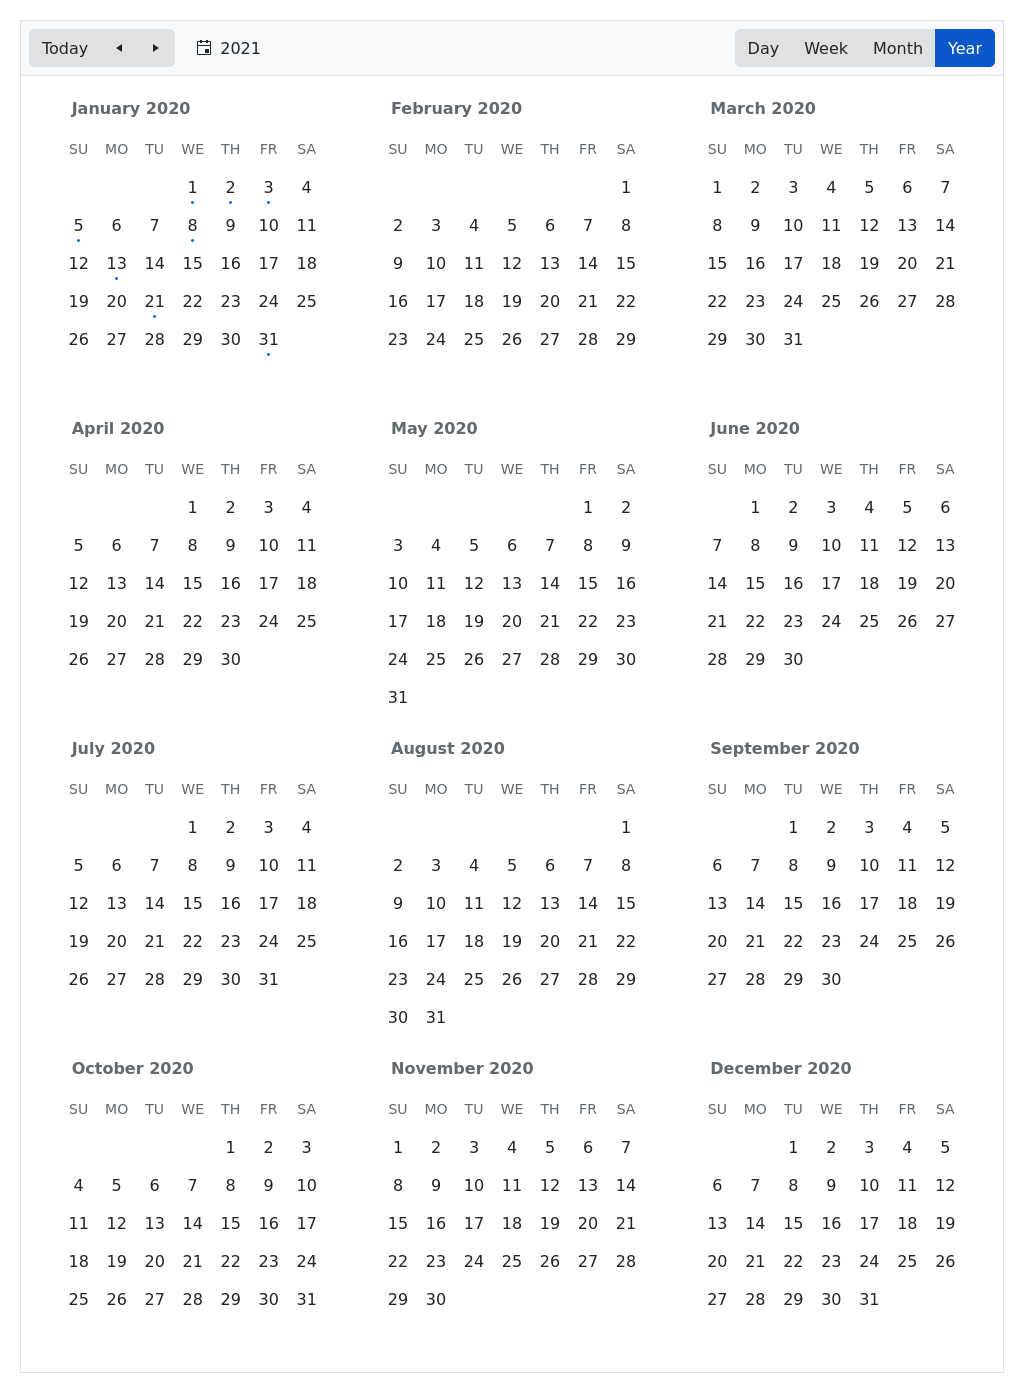 Today 2021 Day Week Month Year
January 2020 February 2020 March 2020
SU MO TU WE TH FR SA SU MO TU WE TH FR SA SU MO TU WE TH FR SA
1 2 3 4 1 1 2 3 4 5 6 7
5 6 7 8 9 10 11 2 3 4 5 6 7 8 8 9 10 11 12 13 14
12 13 14 15 16 17 18 9 10 11 12 13 14 15 15 16 17 18 19 20 21
19 20 21 22 23 24 25 16 17 18 19 20 21 22 22 23 24 25 26 27 28
26 27 28 29 30 31 23 24 25 26 27 28 29 29 30 31
April 2020 May 2020 June 2020
SU MO TU WE TH FR SA SU MO TU WE TH FR SA SU MO TU WE TH FR SA
1 2 3 4 1 2 1 2 3 4 5 6
5 6 7 8 9 10 11 3 4 5 6 7 8 9 7 8 9 10 11 12 13
12 13 14 15 16 17 18 10 11 12 13 14 15 16 14 15 16 17 18 19 20
19 20 21 22 23 24 25 17 18 19 20 21 22 23 21 22 23 24 25 26 27
26 27 28 29 30 24 25 26 27 28 29 30 28 29 30
31
July 2020 August 2020 September 2020
SU MO TU WE TH FR SA SU MO TU WE TH FR SA SU MO TU WE TH FR SA
1 2 3 4 1 1 2 3 4 5
5 6 7 8 9 10 11 2 3 4 5 6 7 8 6 7 8 9 10 11 12
12 13 14 15 16 17 18 9 10 11 12 13 14 15 13 14 15 16 17 18 19
19 20 21 22 23 24 25 16 17 18 19 20 21 22 20 21 22 23 24 25 26
26 27 28 29 30 31 23 24 25 26 27 28 29 27 28 29 30
30 31
October 2020 November 2020 December 2020
SU MO TU WE TH FR SA SU MO TU WE TH FR SA SU MO TU WE TH FR SA
1 2 3 1 2 3 4 5 6 7 1 2 3 4 5
4 5 6 7 8 9 10 8 9 10 11 12 13 14 6 7 8 9 10 11 12
11 12 13 14 15 16 17 15 16 17 18 19 20 21 13 14 15 16 17 18 19
18 19 20 21 22 23 24 22 23 24 25 26 27 28 20 21 22 23 24 25 26
25 26 27 28 29 30 31 29 30 27 28 29 30 31